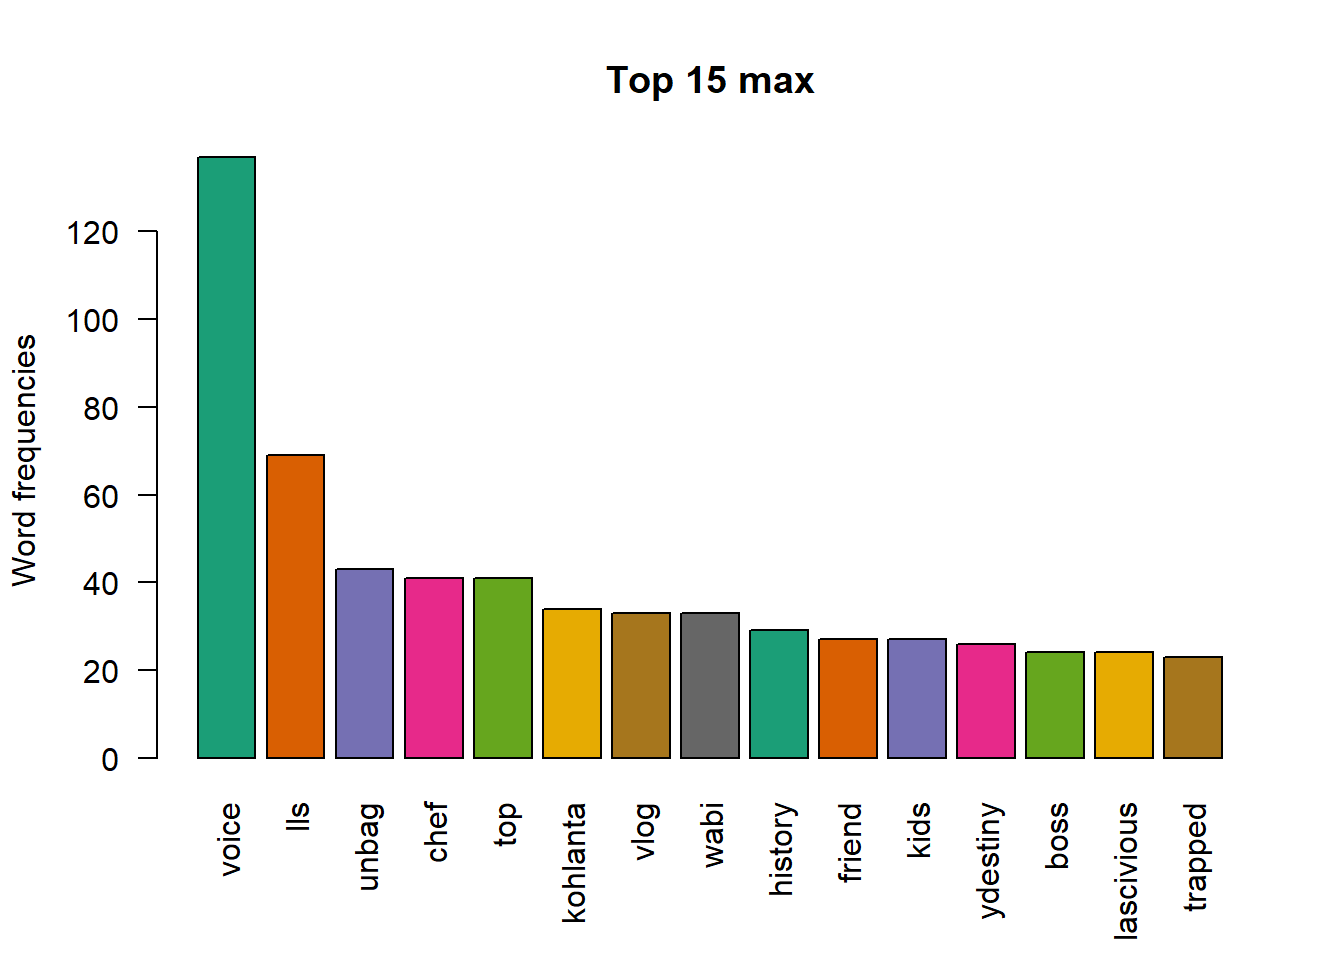 Top 15 max
Word frequencies
120
100
80
60
40
20
0
voice
lls
unbag
chef
top
kohlanta
vlog
wabi
history
friend
kids
ydestiny
boss
lascivious
trapped